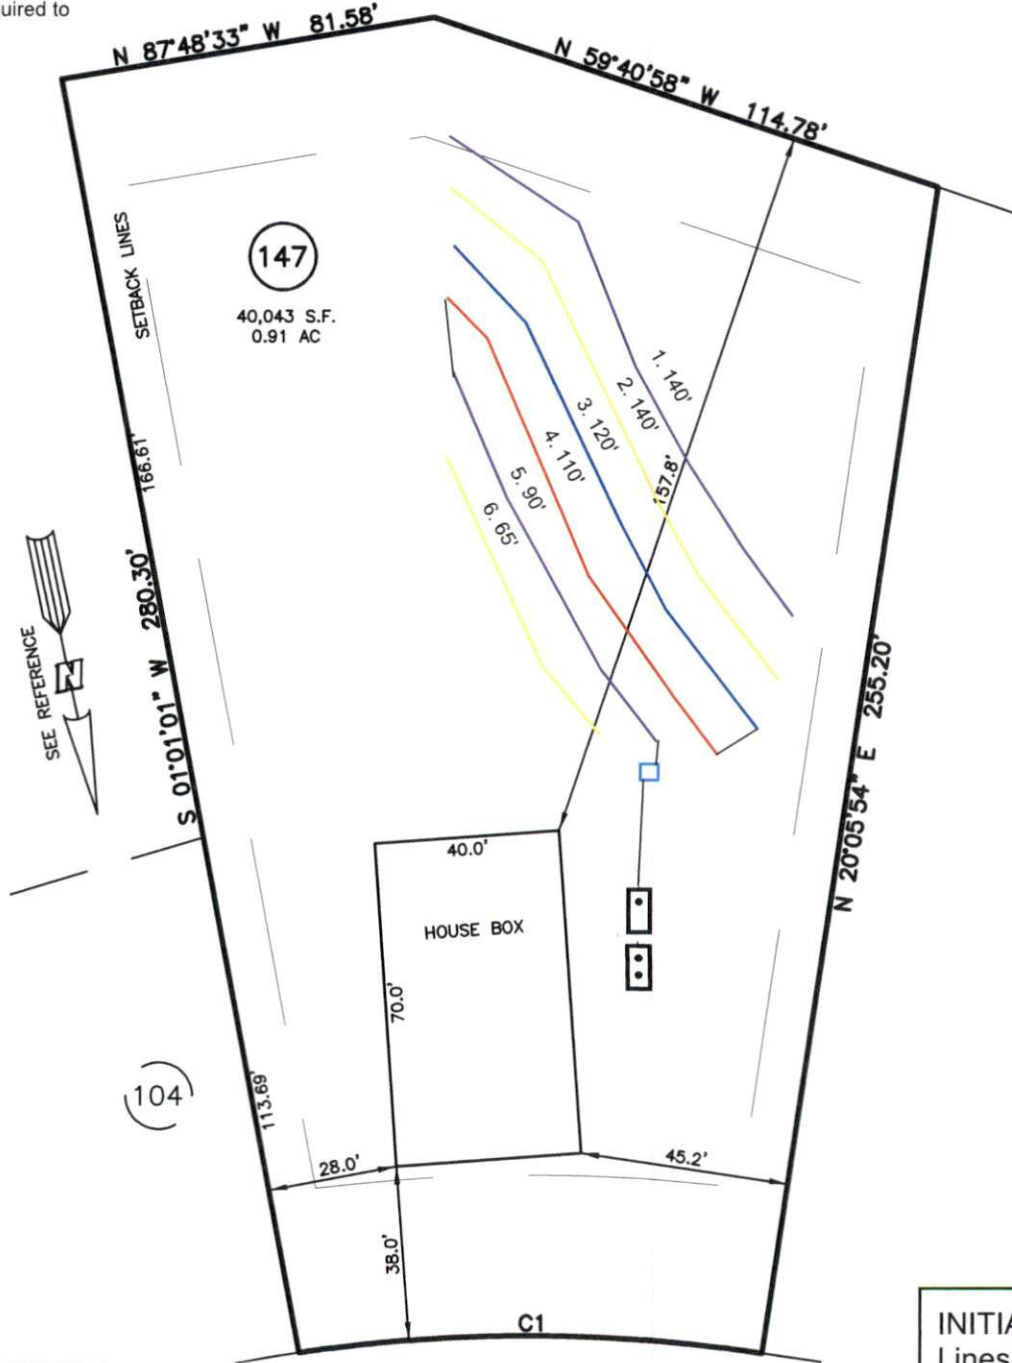 uired to
N 87°48'33" W 81.58'
N 59°40'58" W 114.78'
SETBACK LINES
147
40,043 S.F.
0.91 AC
1. 140'
2. 140'
3. 120'
4. 110'
5. 90'
6. 65'
157.8'
166.61'
S 01°01'01" W 280.30'
SEE REFERENCE
N
N 20°05'54" E 255.20'
40.0'
HOUSE BOX
70.0'
104
113.69'
28.0'
45.2'
38.0'
C1
INITIA
Lines